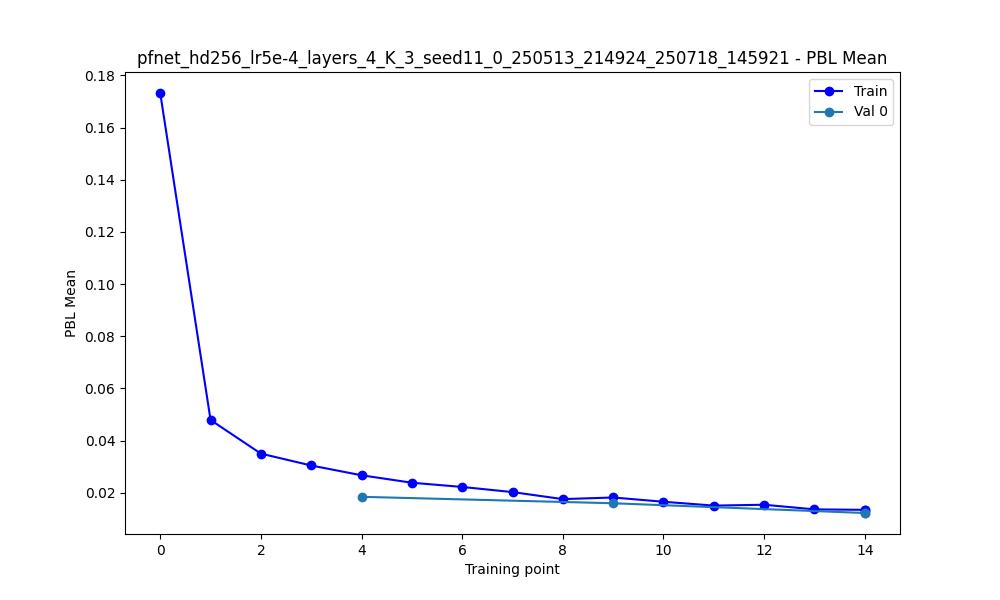 pfnet_hd256_lr5e-4_layers_4_K_3_seed11_0_250513_214924_250718_145921 - PBL Mean
Train
Val 0
PBL Mean
0.18
0.16
0.14
0.12
0.10
0.08
0.06
0.04
0.02
0 2 4 6 8 10 12 14
Training point